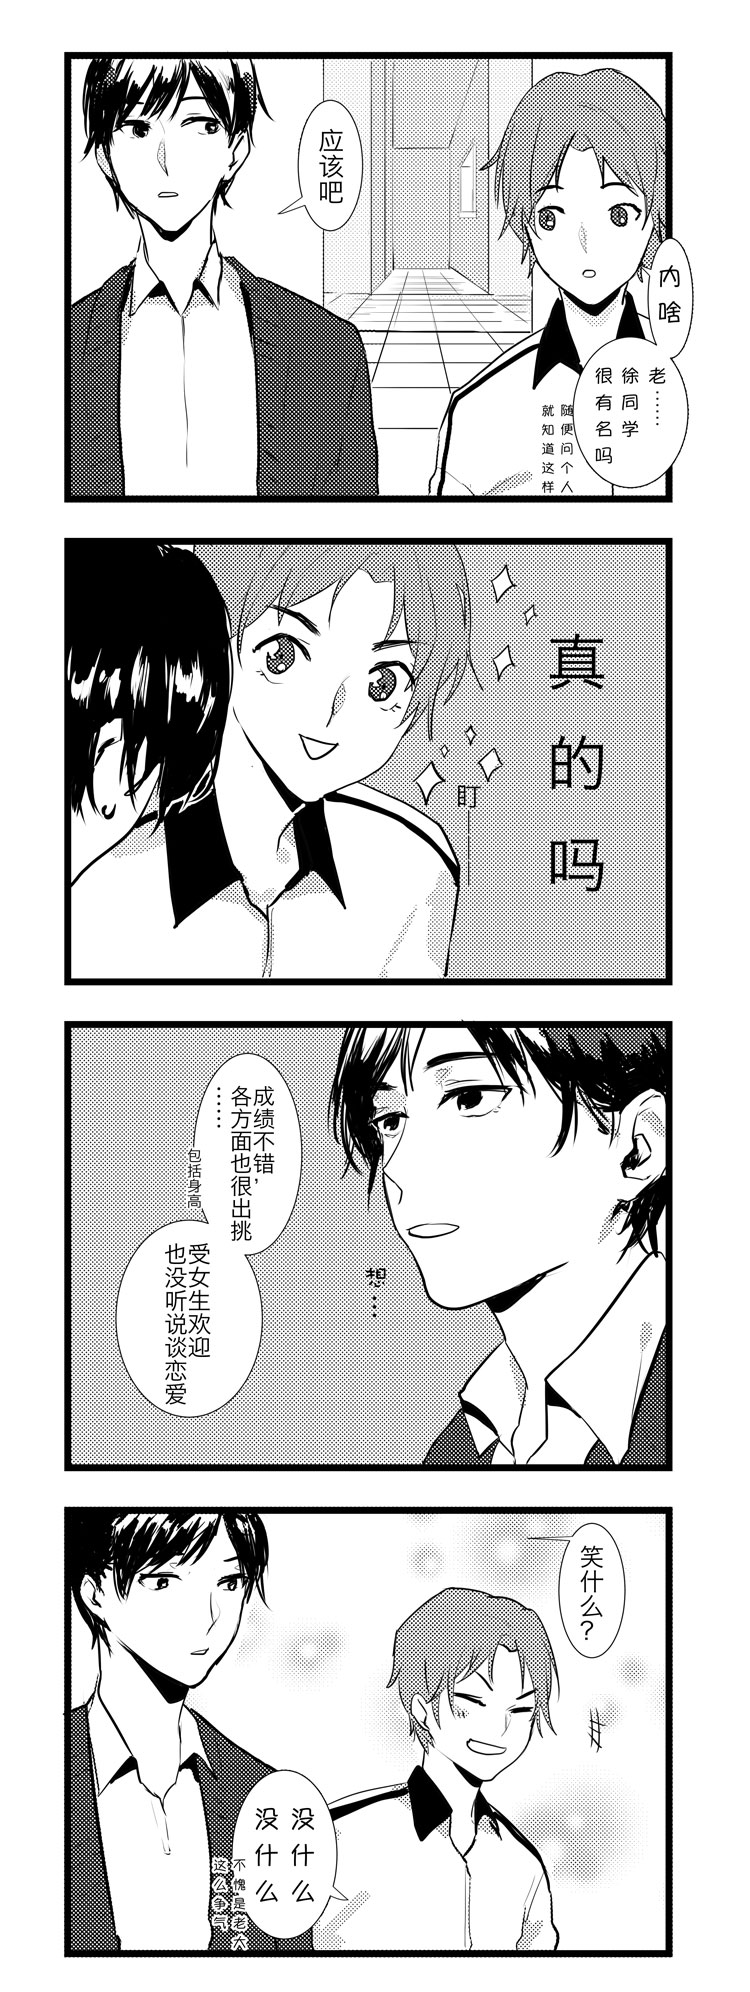 内啥
老……
徐同学
很有名吗
随便问个人
就知道这样
应该吧
真的吗
盯——
想…
成绩不错，
各方面也很出挑
……
包括身高
受女生欢迎
也没听说谈恋爱
笑什么？
没什么
没什么
不愧是老大
这么争气